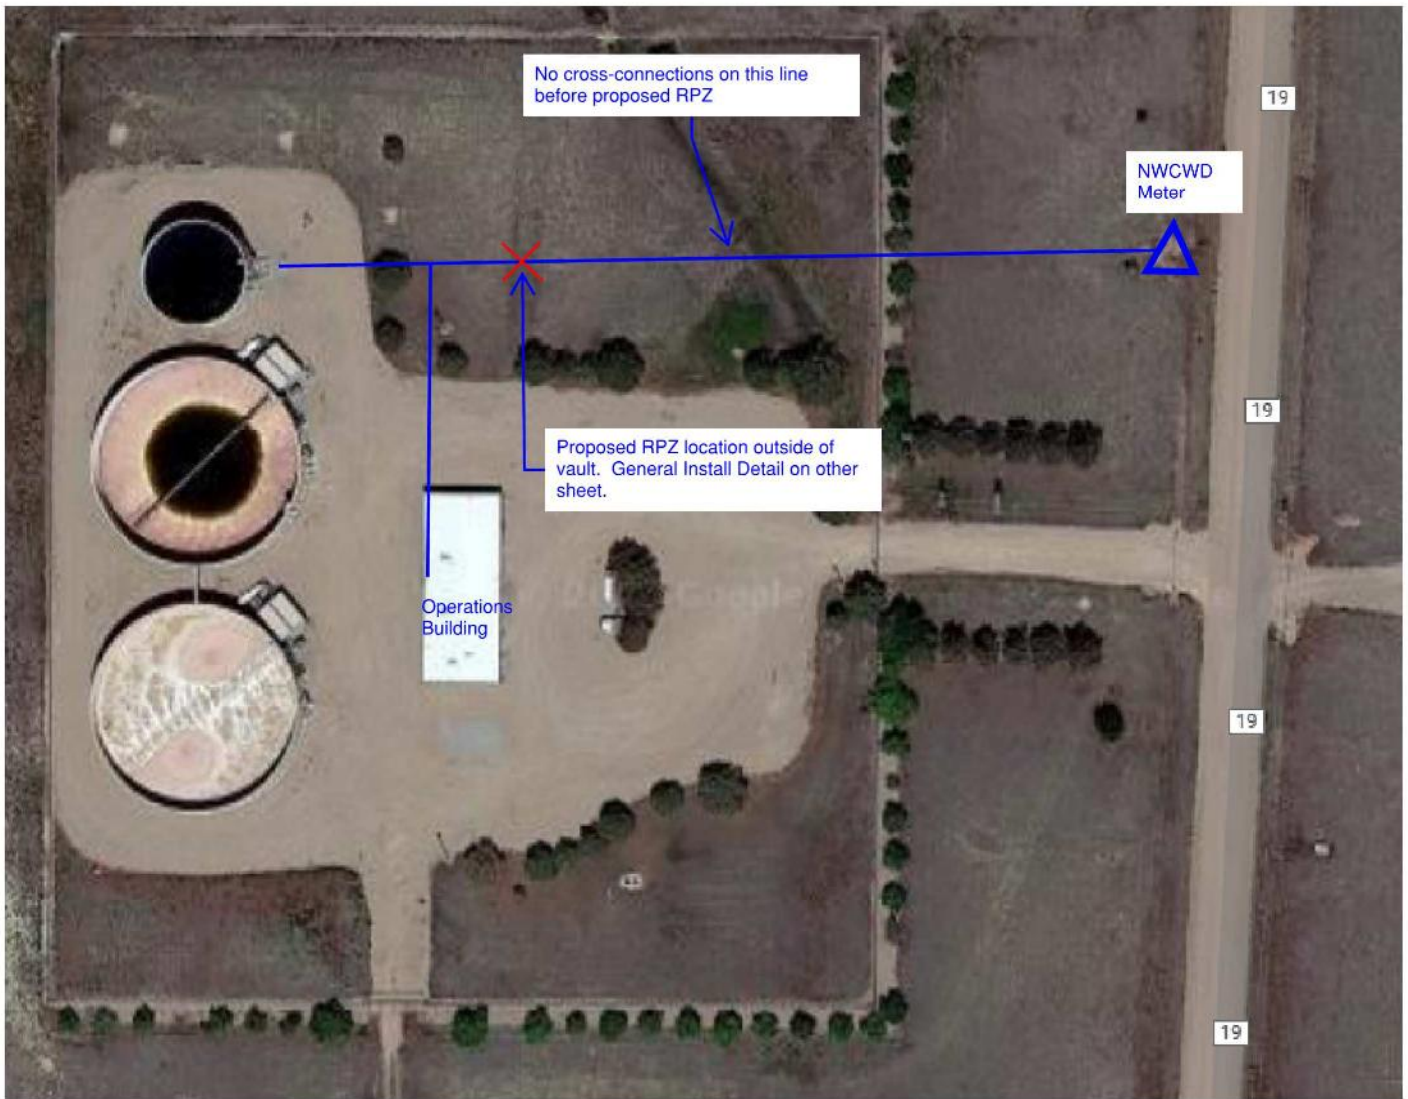 No cross-connections on this line
before proposed RPZ
19
NWCWD
Meter
19
Proposed RPZ location outside of
vault. General Install Detail on other
sheet.
Operations
Building
19
19